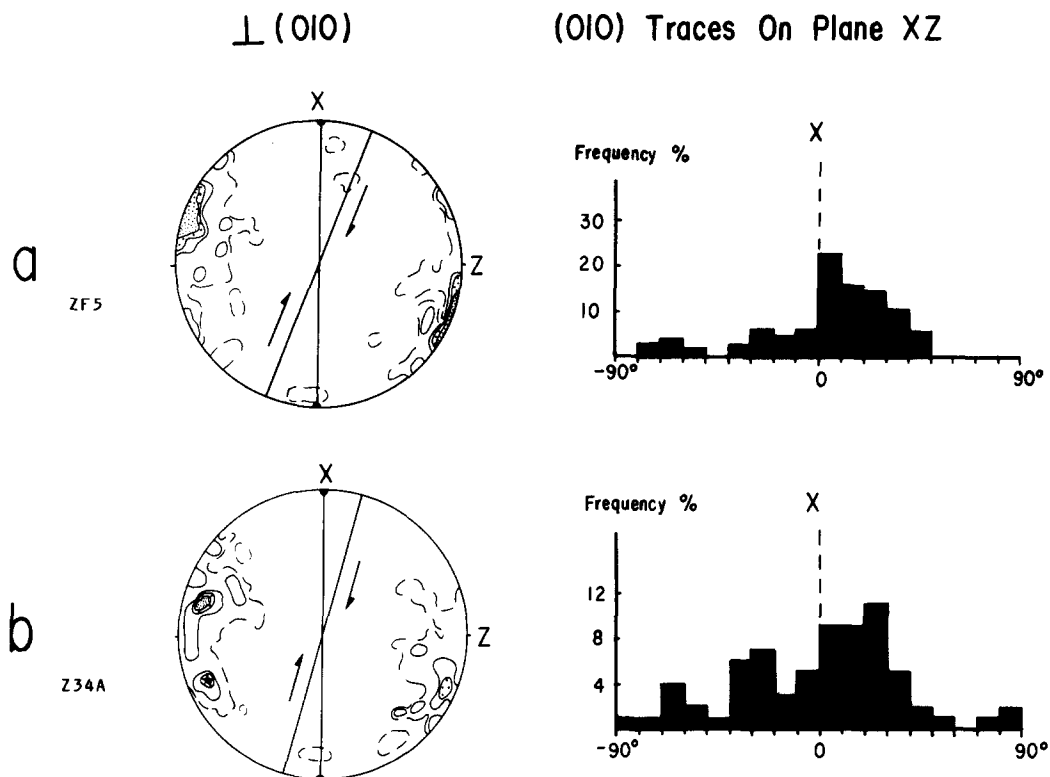 ⊥ (010)
(010) Traces On Plane XZ
a
ZF5
X
Z
Frequency %
X
30
20
10
-90°
0
90°
b
Z34A
X
Z
Frequency %
X
12
8
4
-90°
0
90°